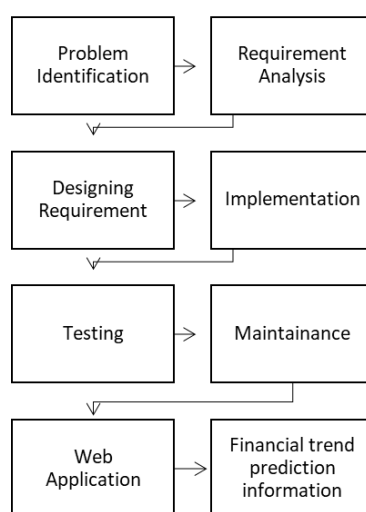 Problem
Identification
Requirement
Analysis
Designing
Requirement
Implementation
Testing
Maintainance
Web
Application
Financial trend
prediction
information